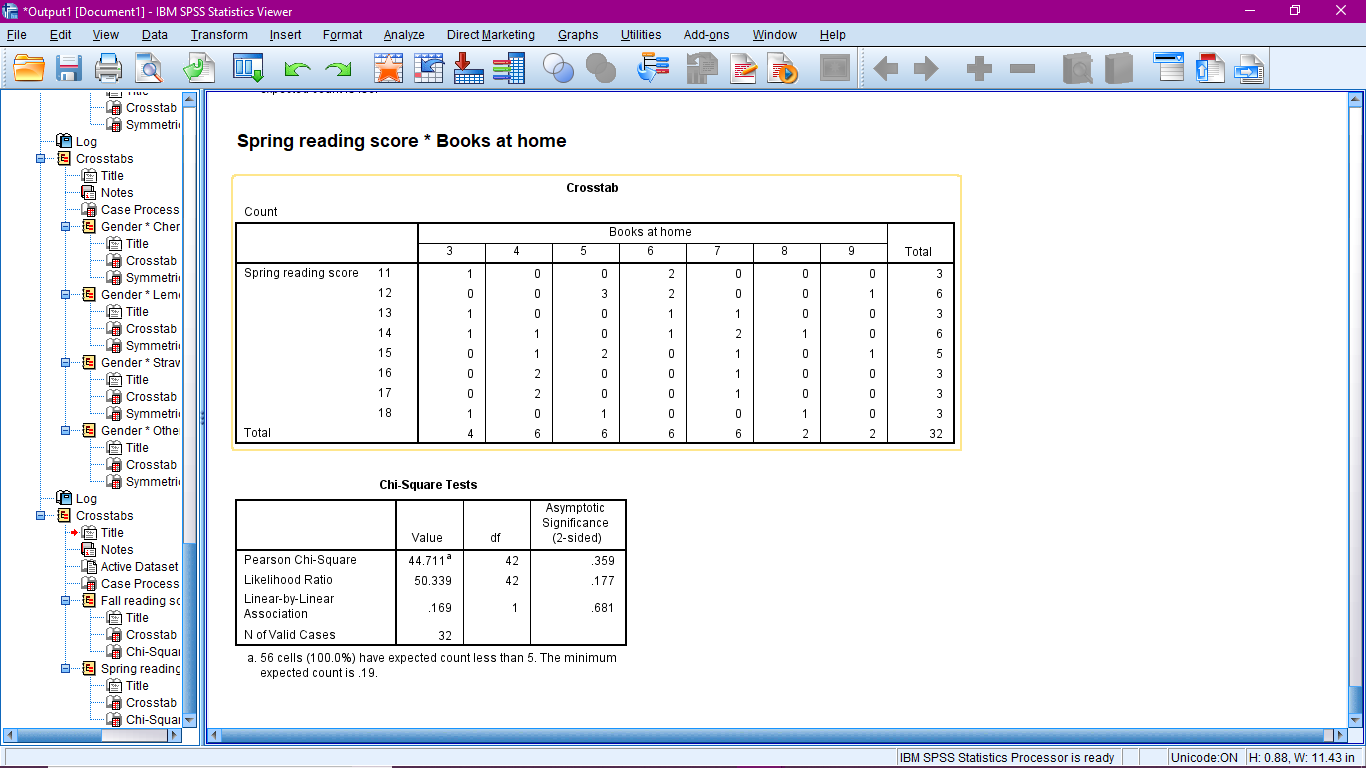 *Output1 [Document1] - IBM SPSS Statistics Viewer
File Edit View Data Transform Insert Format Analyze Direct Marketing Graphs Utilities Add-ons Window Help
Crosstab
Symmetri
Log
Crosstabs
Title
Notes
Case Process
Gender * Cher
Title
Crosstab
Symmetri
Gender * Lem
Title
Crosstab
Symmetri
Gender * Straw
Title
Crosstab
Symmetri
Gender * Othe
Title
Crosstab
Symmetri
Log
Crosstabs
Title
Notes
Active Dataset
Case Process
Fall reading sc
Title
Crosstab
Chi-Squar
Spring reading
Title
Crosstab
Chi-Squar
Spring reading score * Books at home
Crosstab
Count
Books at home
3 4 5 6 7 8 9 Total
Spring reading score 11 1 0 0 2 0 0 0 3
12 0 0 3 2 0 0 1 6
13 1 0 0 1 1 0 0 3
14 1 1 0 1 2 1 0 6
15 0 1 2 0 1 0 1 5
16 0 2 0 0 1 0 0 3
17 0 2 0 0 1 0 0 3
18 1 0 1 0 0 1 0 3
Total 4 6 6 6 6 2 2 32
Chi-Square Tests
Asymptotic
Significance
Value df (2-sided)
Pearson Chi-Square 44.711a 42 .359
Likelihood Ratio 50.339 42 .177
Linear-by-Linear
Association .169 1 .681
N of Valid Cases 32
a. 56 cells (100.0%) have expected count less than 5. The minimum
expected count is .19.
IBM SPSS Statistics Processor is ready Unicode:ON H: 0.88, W: 11.43 in